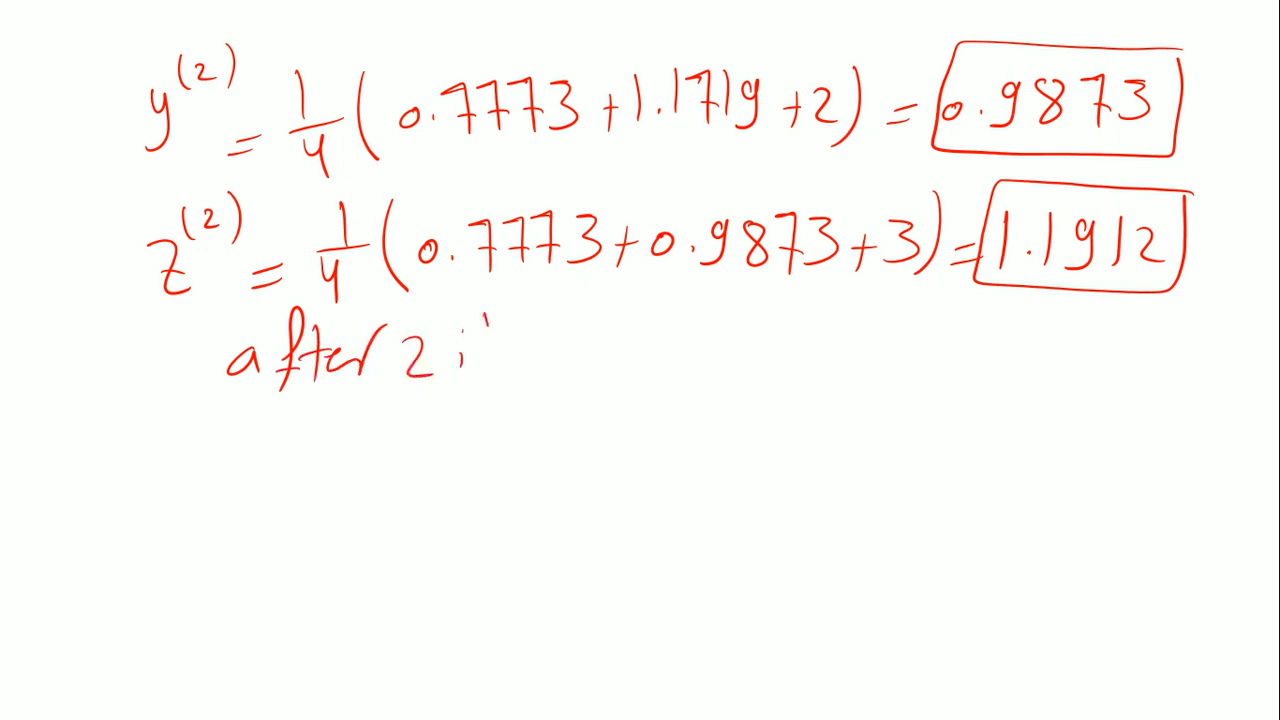 y^(2) = 1/4 (0.7773 + 1.1719 + 2) = 0.9873
z^(2) = 1/4 (0.7773 + 0.9873 + 3) = 1.1912
after 2 i